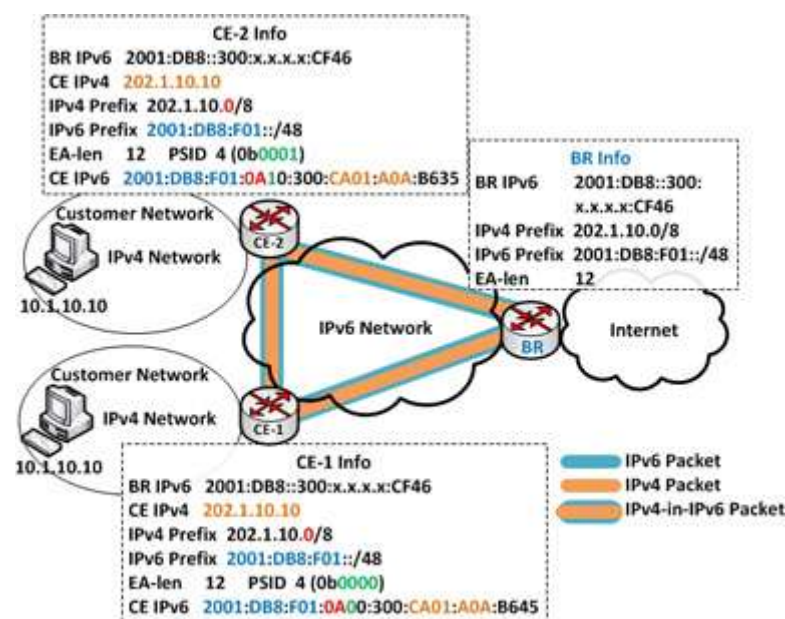 CE-2 Info
BR IPv6 2001:DB8::300:x.x.x.x:CF46
CE IPv4 202.1.10.10
IPv4 Prefix 202.1.10.0/8
IPv6 Prefix 2001:DB8:F01::/48
EA-len 12 PSID 4 (0b0001)
CE IPv6 2001:DB8:F01:0A10:300:CA01:A0A:B635
BR Info
BR IPv6 2001:DB8::300:
x.x.x.x:CF46
IPv4 Prefix 202.1.10.0/8
IPv6 Prefix 2001:DB8:F01::/48
EA-len 12
Customer Network
IPv4 Network
10.1.10.10
CE-2
IPv6 Network
BR
Internet
Customer Network
IPv4 Network
10.1.10.10
CE-1
CE-1 Info
BR IPv6 2001:DB8::300:x.x.x.x:CF46
CE IPv4 202.1.10.10
IPv4 Prefix 202.1.10.0/8
IPv6 Prefix 2001:DB8:F01::/48
EA-len 12 PSID 4 (0b0000)
CE IPv6 2001:DB8:F01:0A00:300:CA01:A0A:B645
IPv6 Packet
IPv4 Packet
IPv4-in-IPv6 Packet